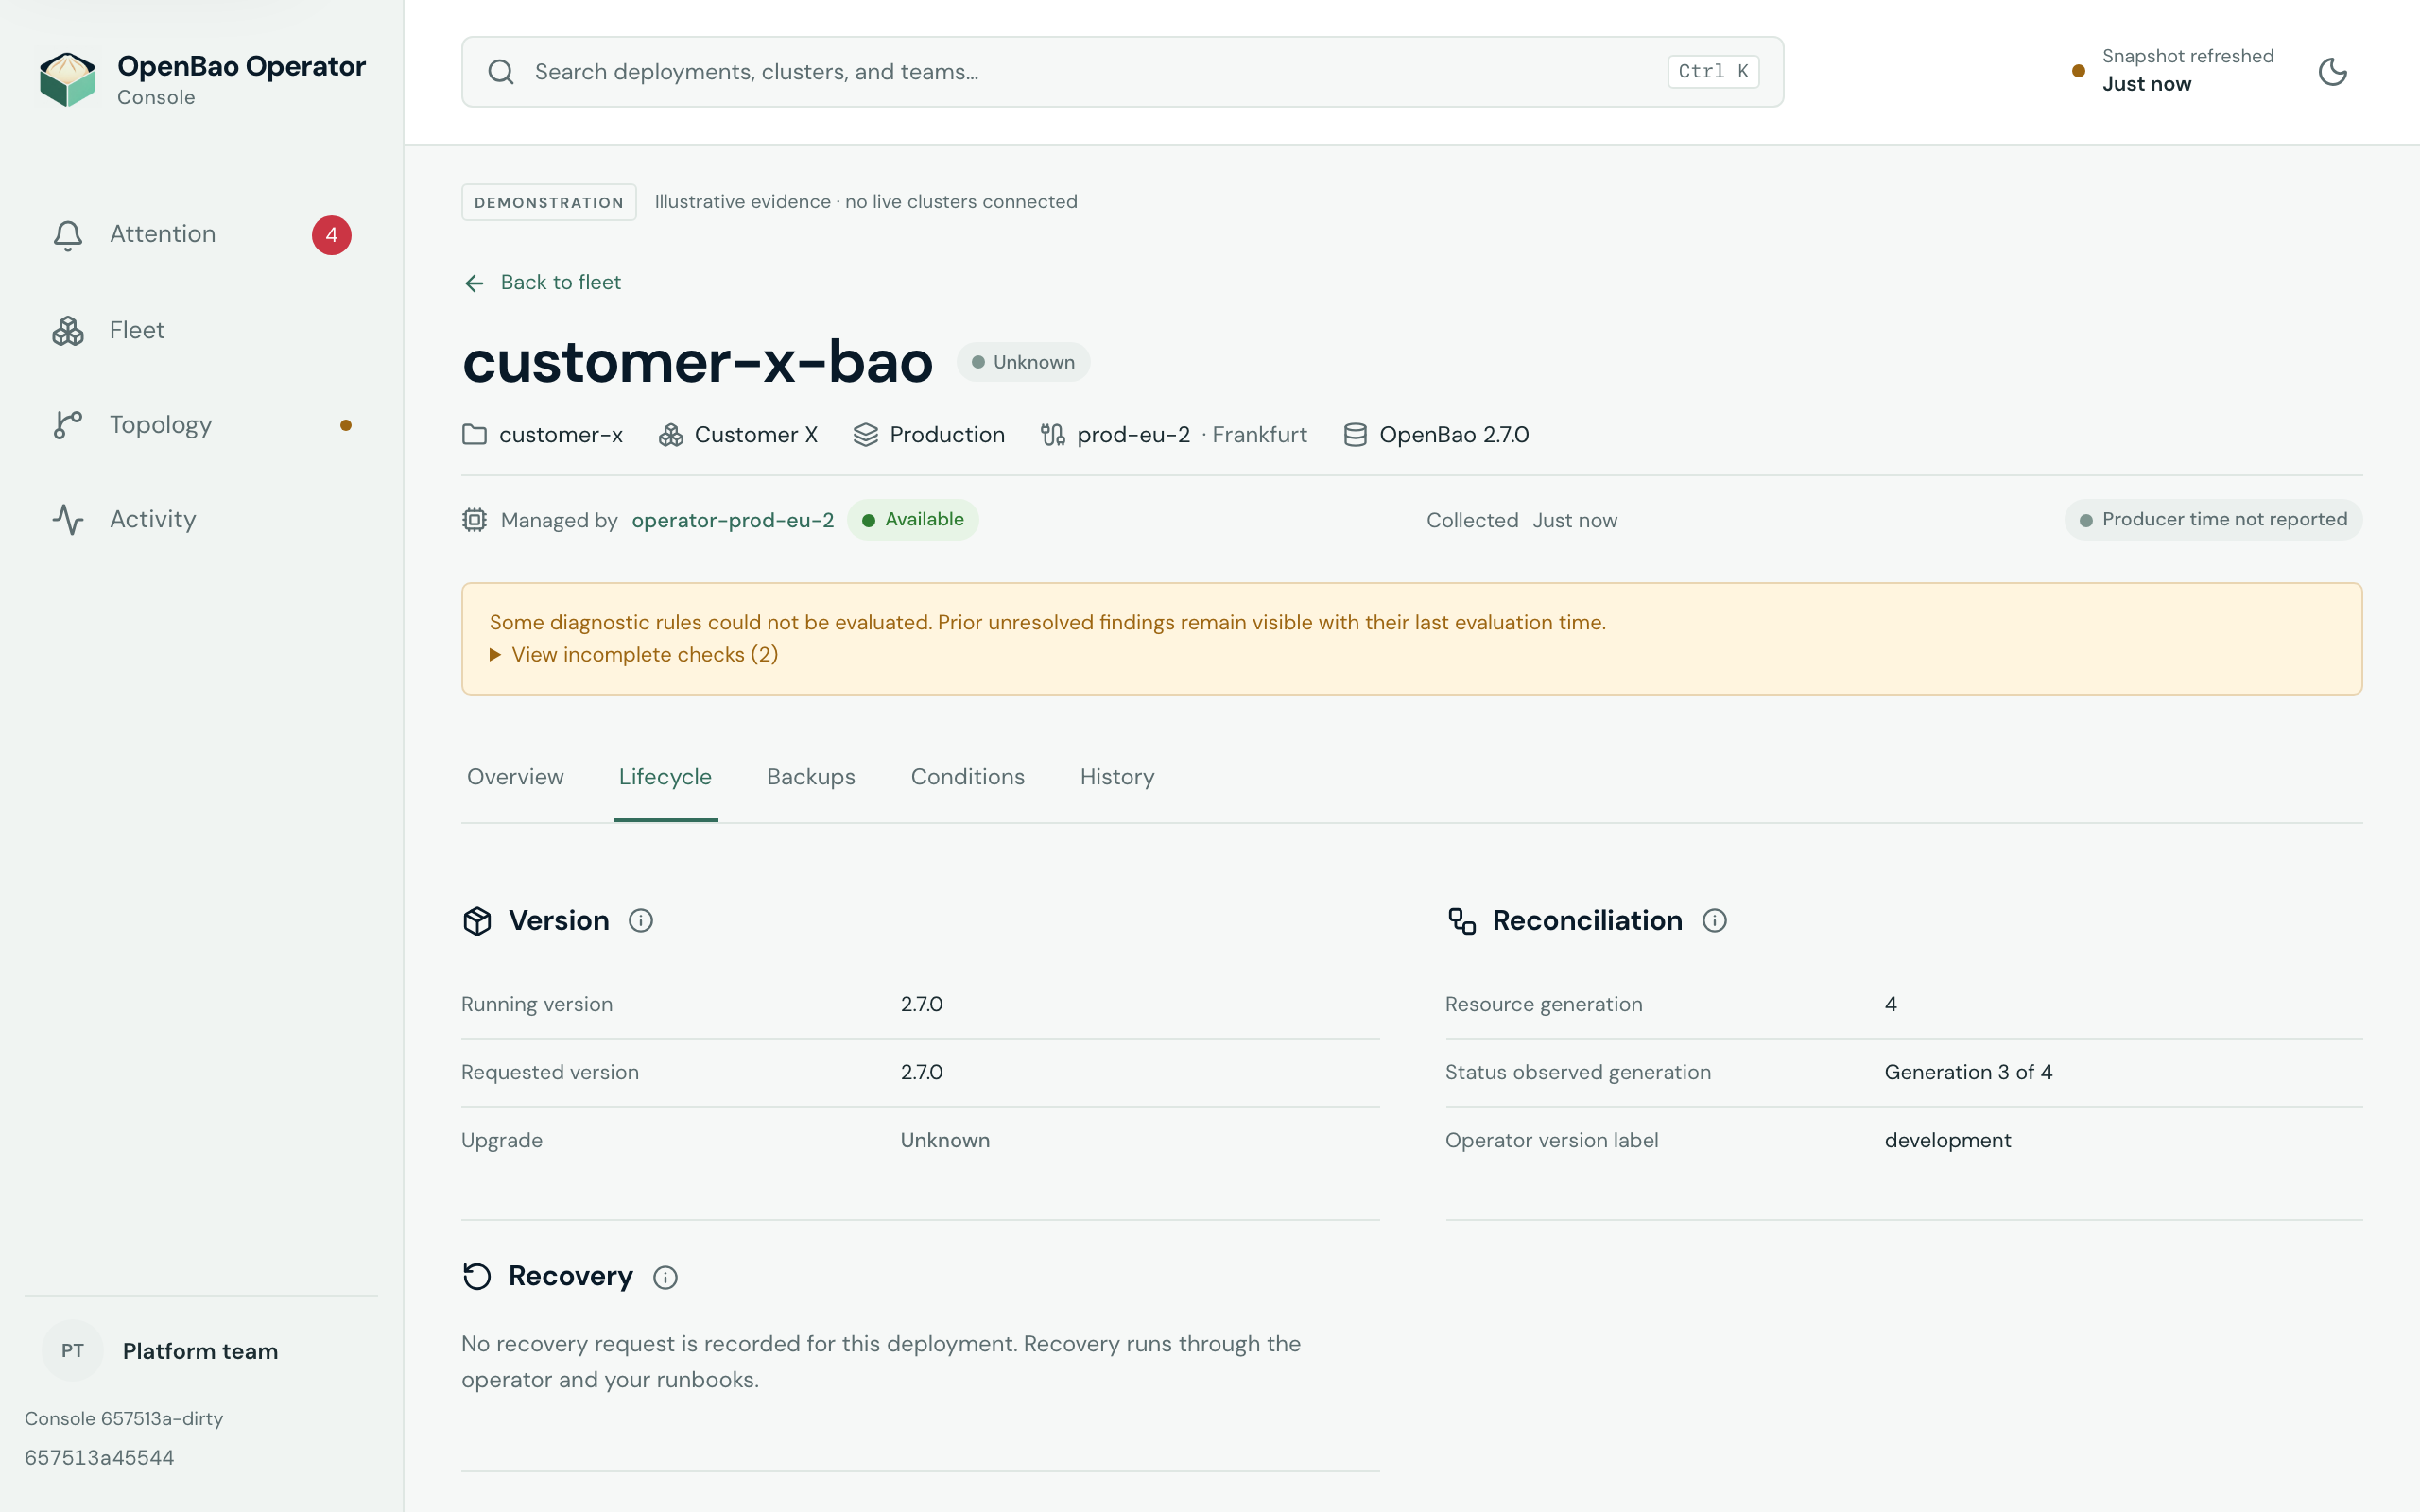 OpenBao Operator
Console
Search deployments, clusters, and teams...
Ctrl K
Snapshot refreshed
Just now
Attention
4
Fleet
Topology
Activity
DEMONSTRATION
Illustrative evidence · no live clusters connected
Back to fleet
customer-x-bao
Unknown
customer-x
Customer X
Production
prod-eu-2 · Frankfurt
OpenBao 2.7.0
Managed by operator-prod-eu-2
Available
Collected Just now
Producer time not reported
Some diagnostic rules could not be evaluated. Prior unresolved findings remain visible with their last evaluation time.
View incomplete checks (2)
Overview
Lifecycle
Backups
Conditions
History
Version
Running version 2.7.0
Requested version 2.7.0
Upgrade Unknown
Reconciliation
Resource generation 4
Status observed generation Generation 3 of 4
Operator version label development
Recovery
No recovery request is recorded for this deployment. Recovery runs through the
operator and your runbooks.
PT
Platform team
Console 657513a-dirty
657513a45544